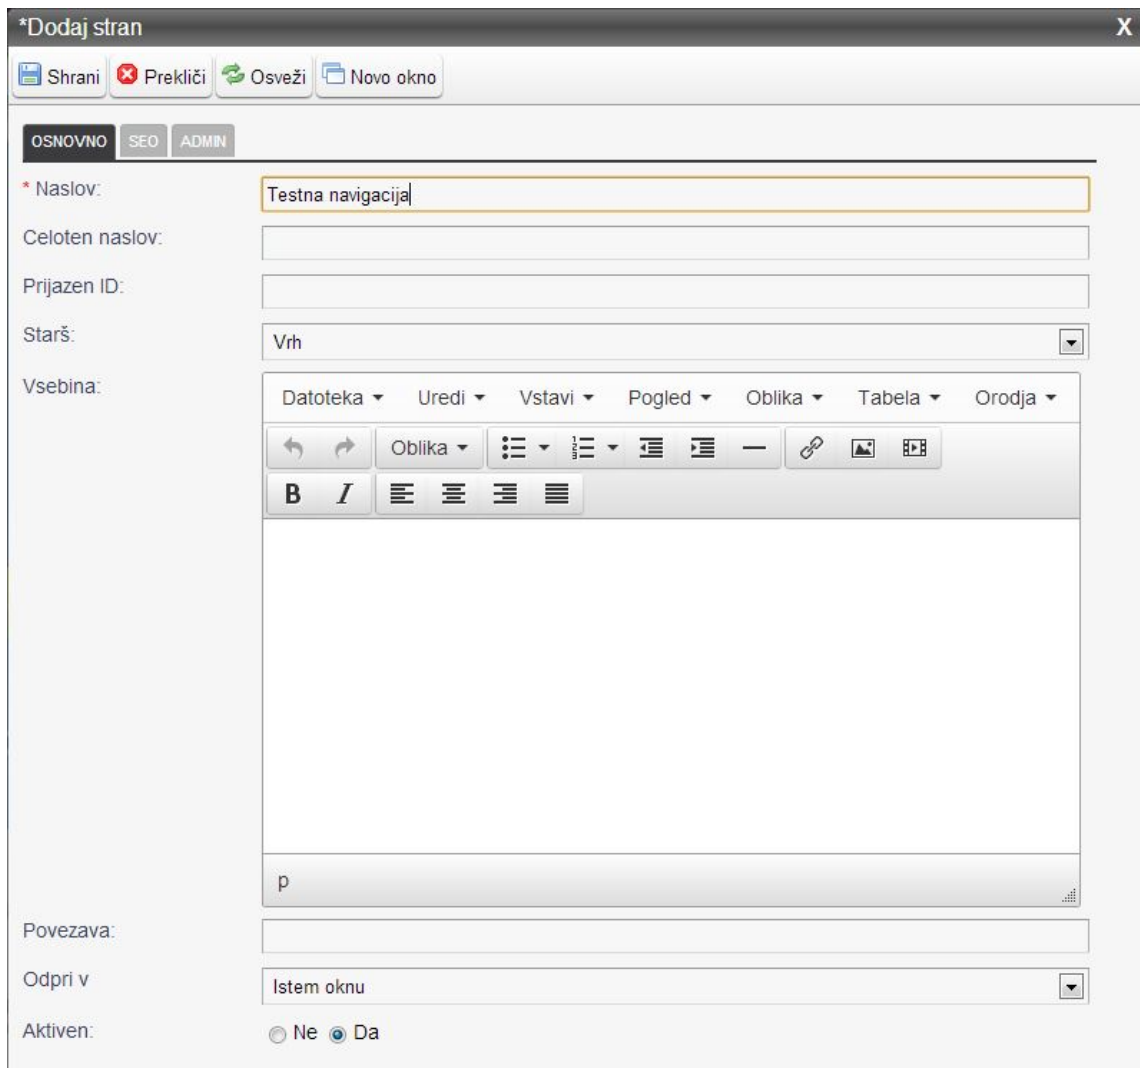 *Dodaj stran X
Shrani Prekliči Osveži Novo okno
OSNOVNO SEO ADMIN
* Naslov: Testna navigacija
Celoten naslov:
Prijazen ID:
Starš: Vrh
Vsebina:
Datoteka Uredi Vstavi Pogled Oblika Tabela Orodja
Oblika
B I
p
Povezava:
Odpri v Istem oknu
Aktiven: Ne Da